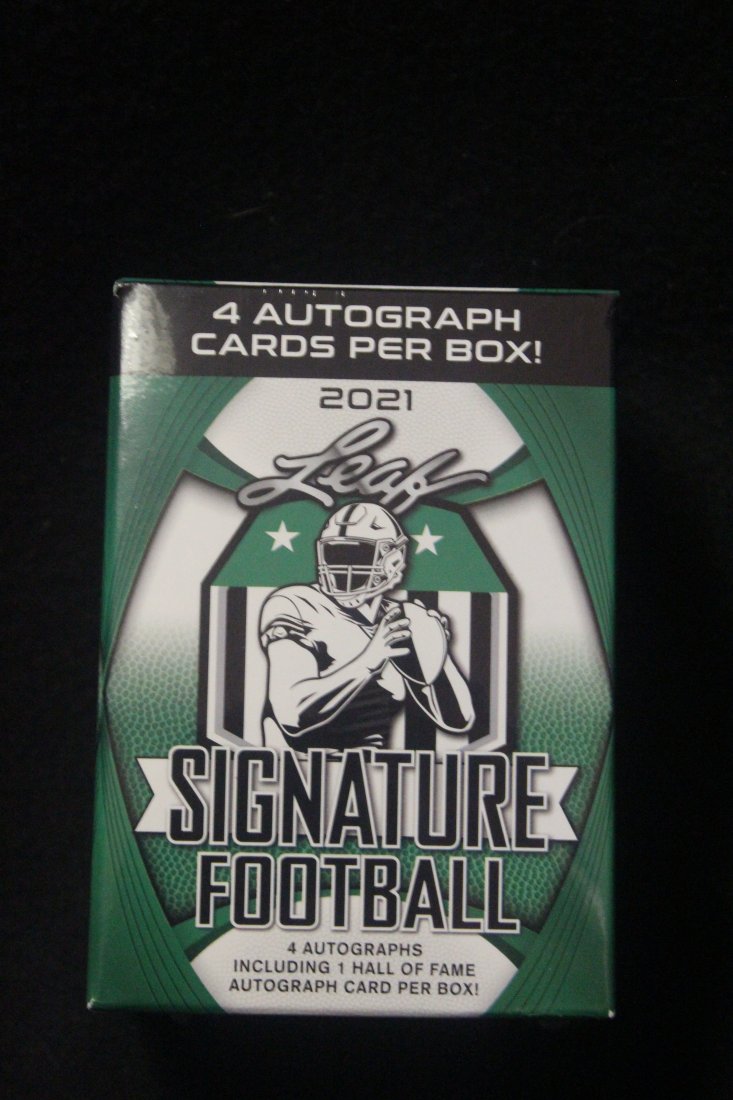 4 AUTOGRAPH
CARDS PER BOX!
2021
Leaf
SIGNATURE
FOOTBALL
4 AUTOGRAPHS
INCLUDING 1 HALL OF FAME
AUTOGRAPH CARD PER BOX!